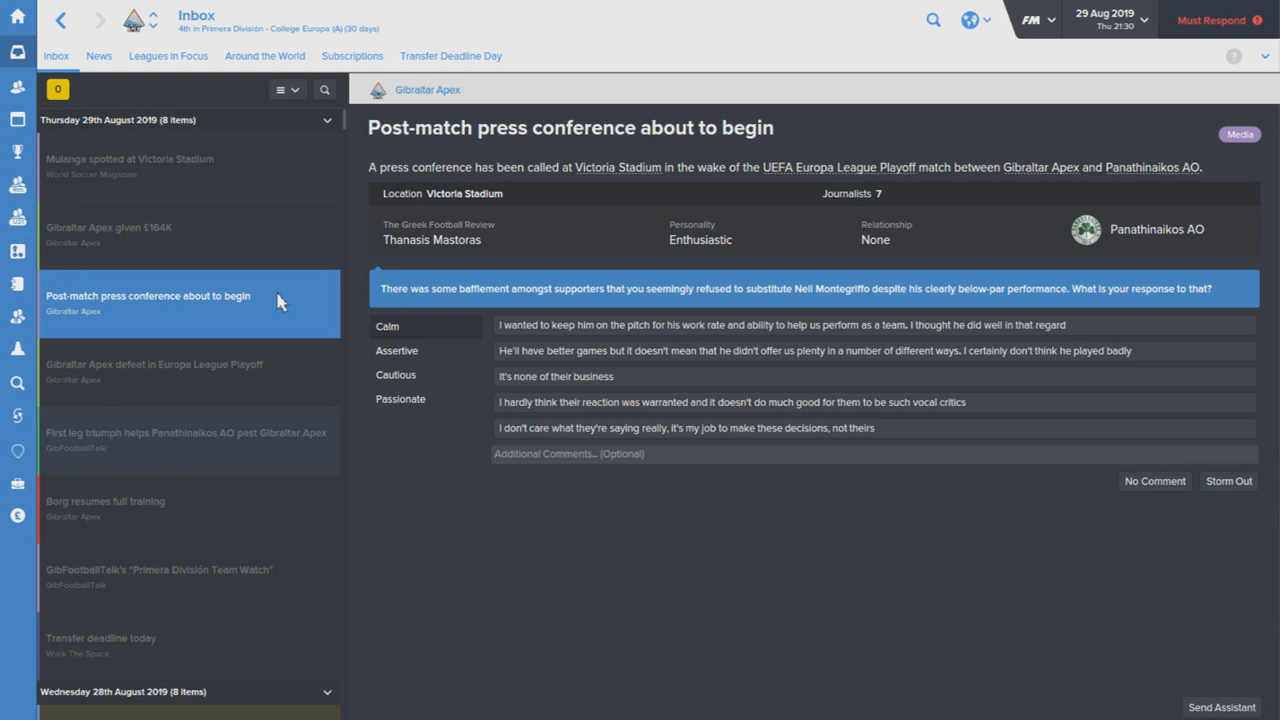 Inbox
4th in Primera División - College Europa (A) (30 days)
FM
29 Aug 2019
Thu 21:30
Must Respond
Inbox
News
Leagues in Focus
Around the World
Subscriptions
Transfer Deadline Day
0
Thursday 29th August 2019 (8 items)
Mulanga spotted at Victoria Stadium
World Soccer Magazine
Gibraltar Apex given £164K
Gibraltar Apex
Post-match press conference about to begin
Gibraltar Apex
Gibraltar Apex defeat in Europa League Playoff
Gibraltar Apex
First leg triumph helps Panathinaikos AO past Gibraltar Apex
GibFootballTalk
Borg resumes full training
Gibraltar Apex
GibFootballTalk's "Primera División Team Watch"
GibFootballTalk
Transfer deadline today
Work The Space
Wednesday 28th August 2019 (8 items)
Gibraltar Apex
Post-match press conference about to begin
Media
A press conference has been called at Victoria Stadium in the wake of the UEFA Europa League Playoff match between Gibraltar Apex and Panathinaikos AO.
Location Victoria Stadium
Journalists 7
The Greek Football Review
Thanasis Mastoras
Personality
Enthusiastic
Relationship
None
Panathinaikos AO
There was some bafflement amongst supporters that you seemingly refused to substitute Neil Montegriffo despite his clearly below-par performance. What is your response to that?
Calm
Assertive
Cautious
Passionate
I wanted to keep him on the pitch for his work rate and ability to help us perform as a team. I thought he did well in that regard
He'll have better games but it doesn't mean that he didn't offer us plenty in a number of different ways. I certainly don't think he played badly
It's none of their business
I hardly think their reaction was warranted and it doesn't do much good for them to be such vocal critics
I don't care what they're saying really, it's my job to make these decisions, not theirs
Additional Comments.. (Optional)
No Comment
Storm Out
Send Assistant